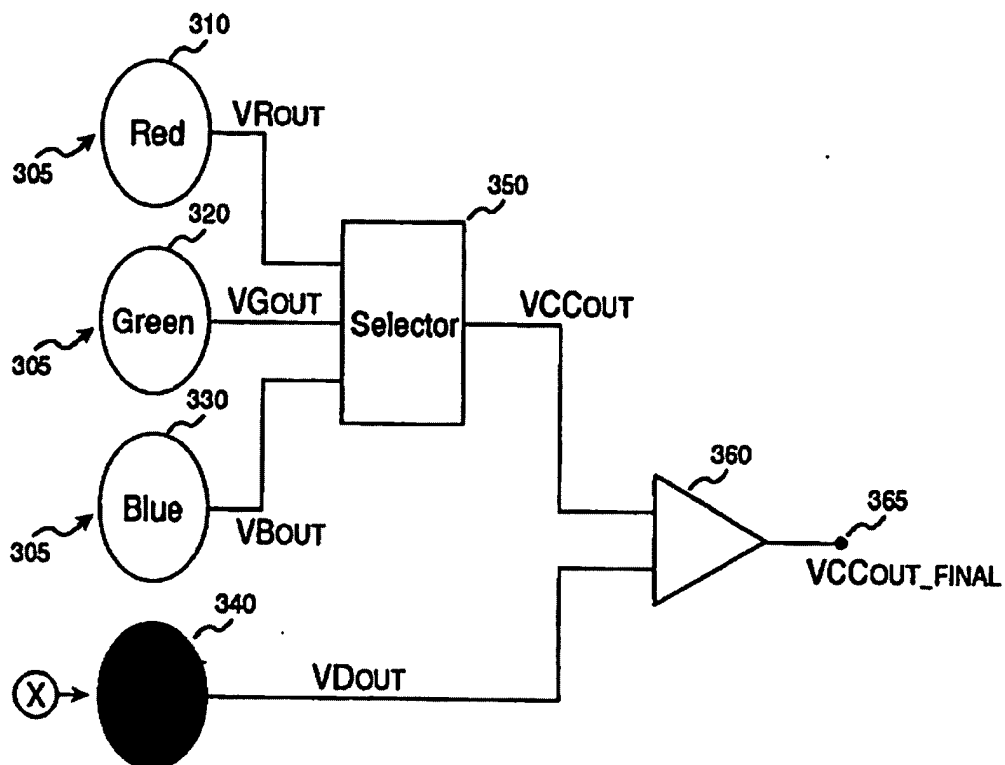 310
Red
VROUT
305
320
Green
VGOUT
305
330
Blue
VBOUT
305
350
Selector
VCCOUT
360
365
VCCOUT_FINAL
340
X
VDOUT